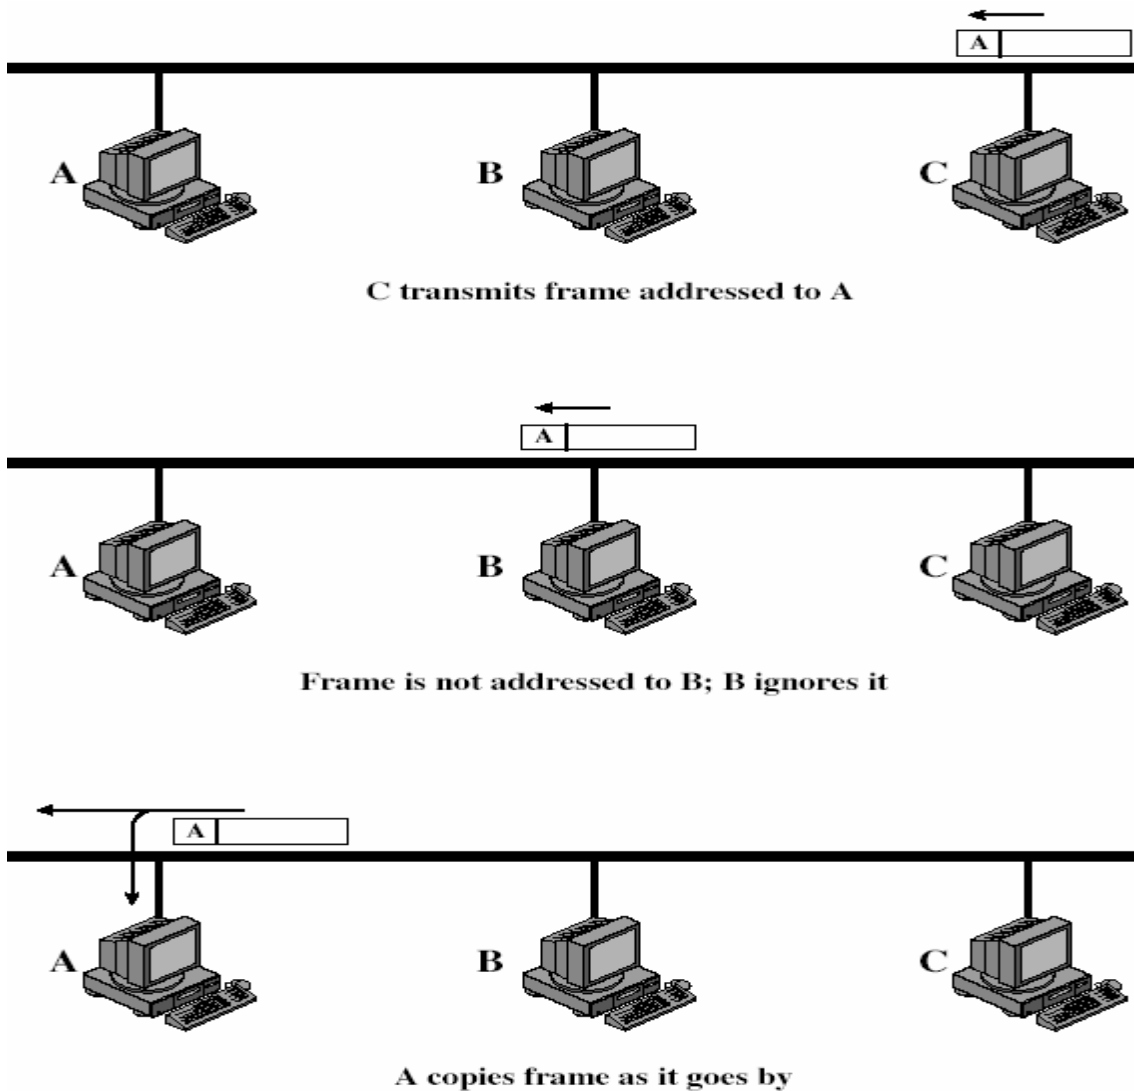 A
A
B
C
C transmits frame addressed to A
A
A
B
C
Frame is not addressed to B; B ignores it
A
A
B
C
A copies frame as it goes by